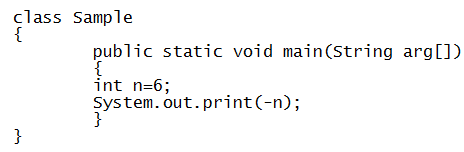 class Sample
{
public static void main(String arg[])
{
int n=6;
System.out.print(-n);
}
}